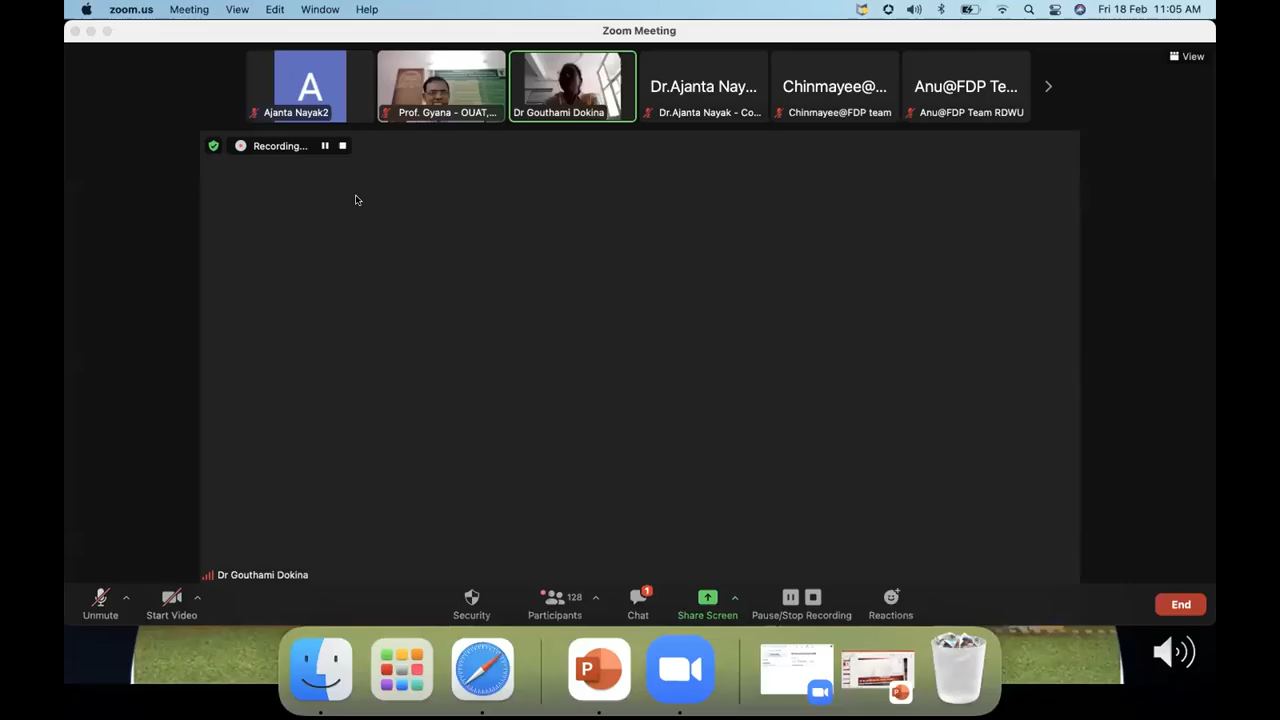 zoom.us Meeting View Edit Window Help Fri 18 Feb 11:05 AM
Zoom Meeting
View
A
Dr.Ajanta Nay... Chinmayee@... Anu@FDP Te...
Ajanta Nayak2 Prof. Gyana - OUAT,... Dr Gouthami Dokina Dr.Ajanta Nayak - Co... Chinmayee@FDP team Anu@FDP Team RDWU
Recording...
Dr Gouthami Dokina
128
1
Unmute Start Video Security Participants Chat Share Screen Pause/Stop Recording Reactions End
P
P